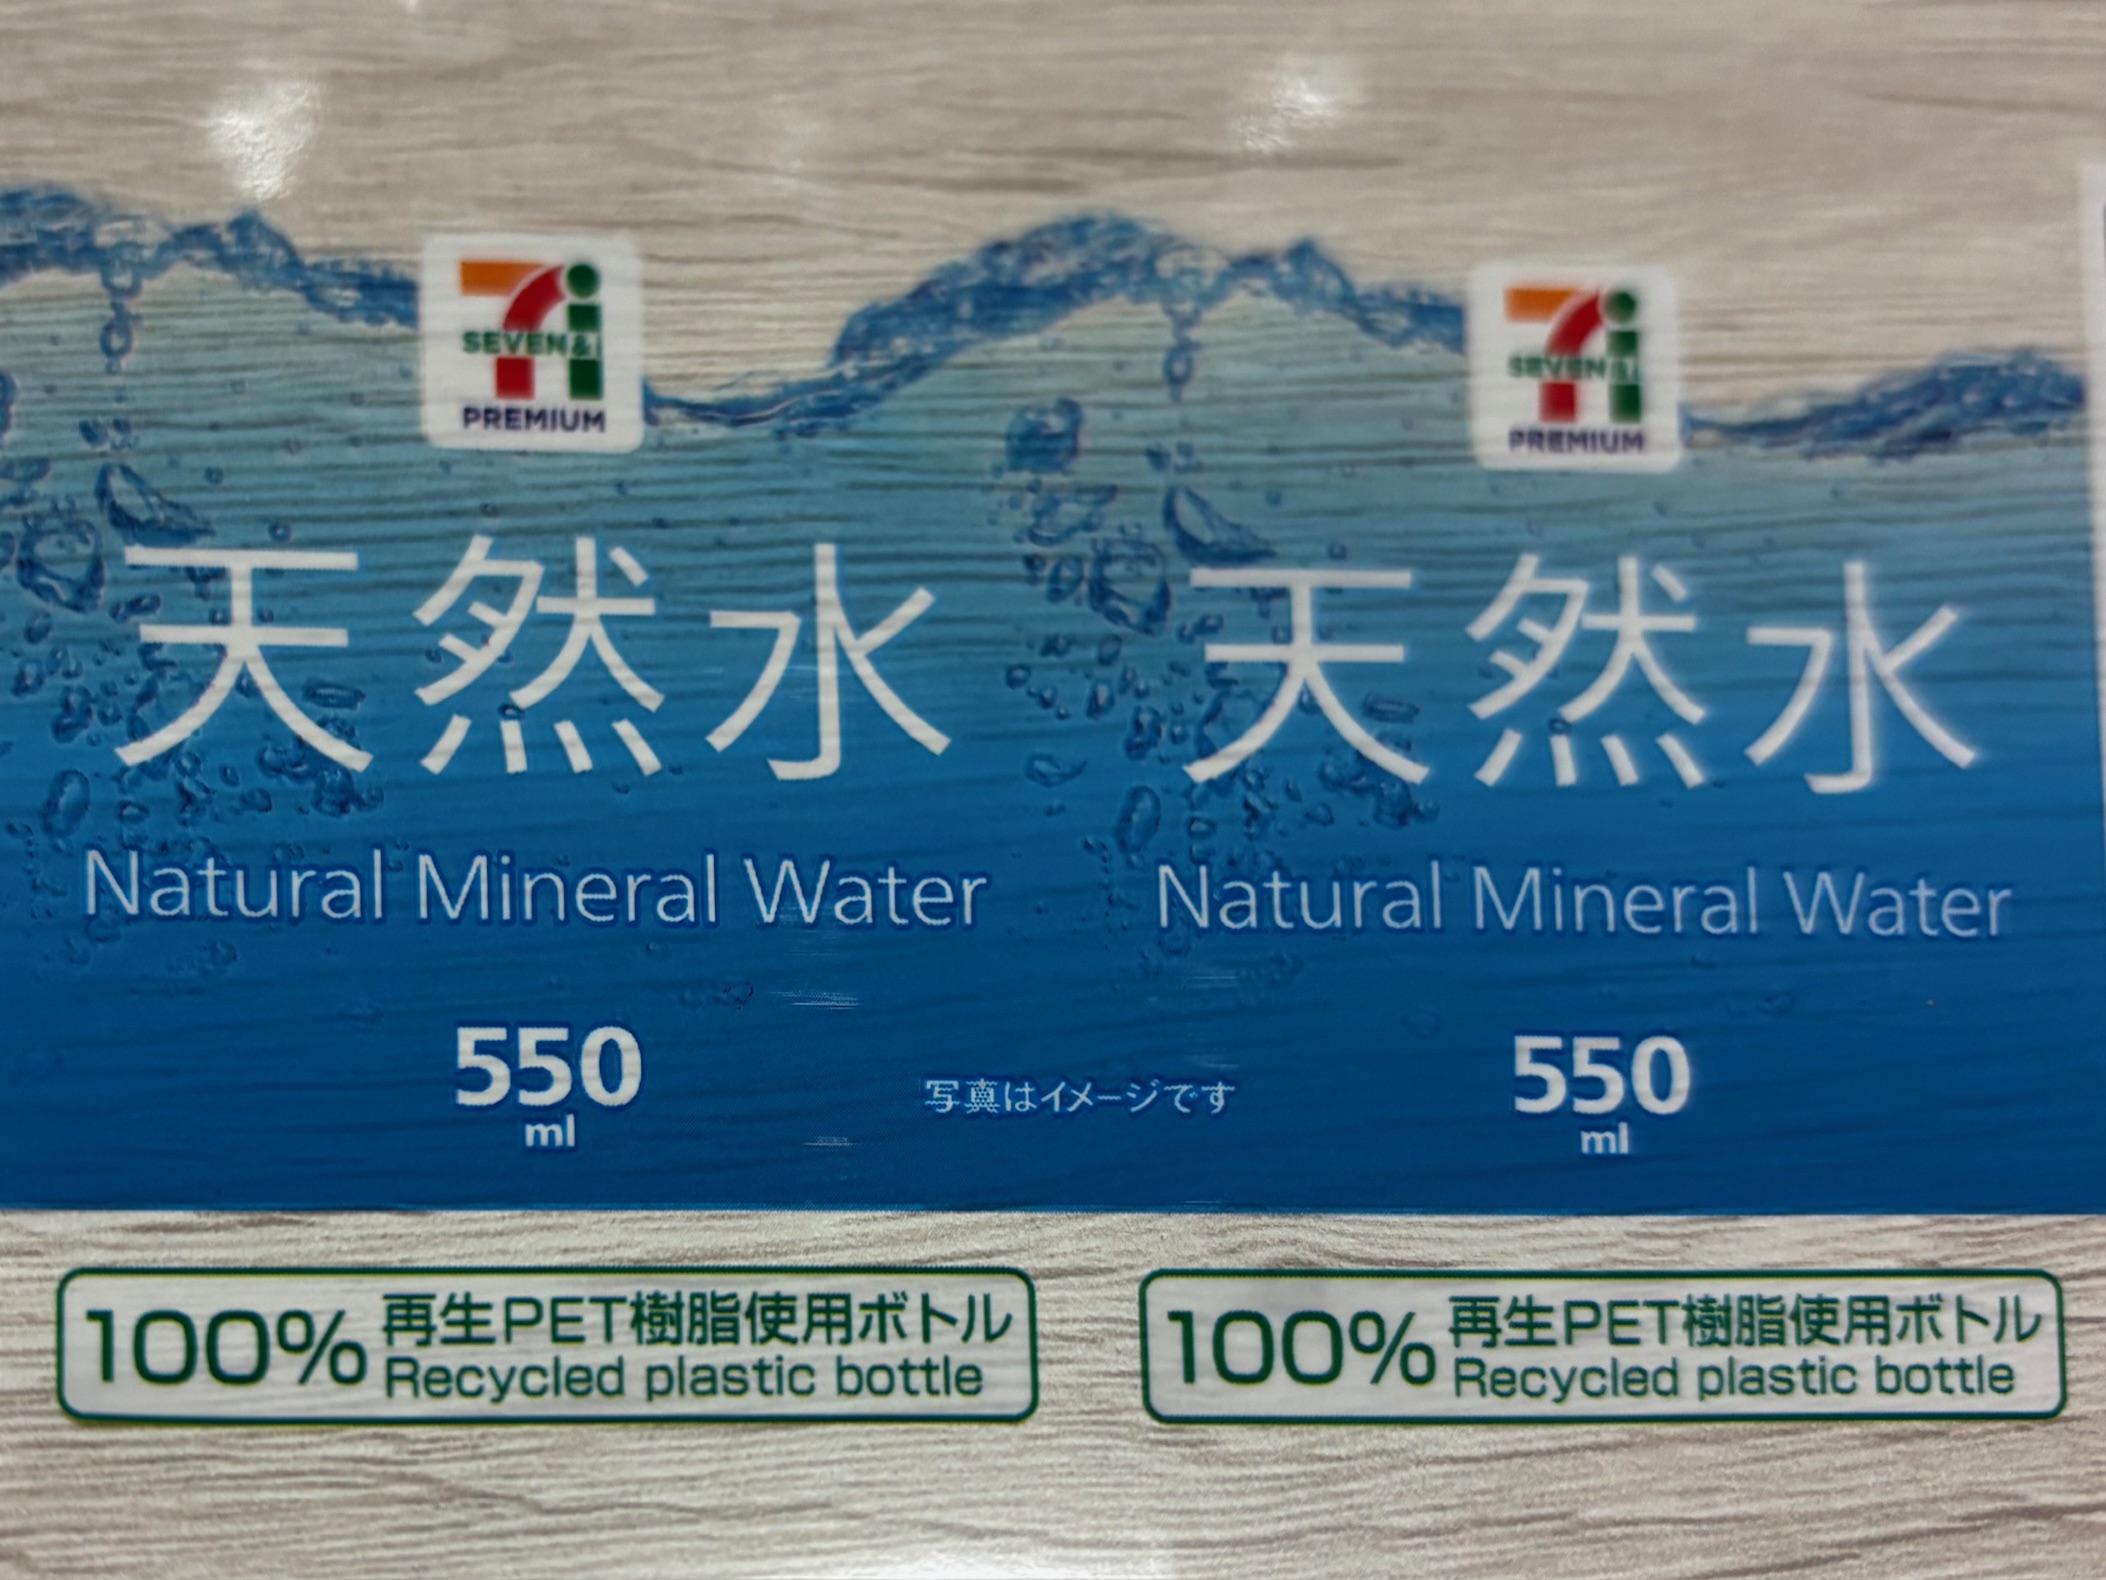 SEVEN&i
PREMIUM
天然水
Natural Mineral Water
550
ml
写真はイメージです
100%
再生PET樹脂使用ボトル
Recycled plastic bottle
SEVEN&i
PREMIUM
天然水
Natural Mineral Water
550
ml
100%
再生PET樹脂使用ボトル
Recycled plastic bottle